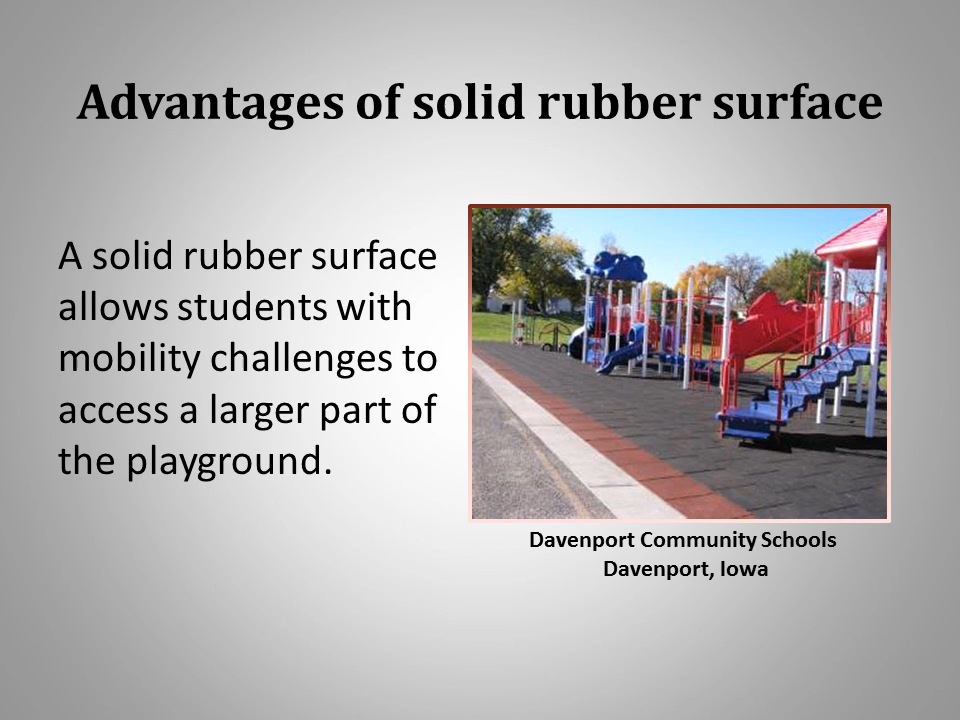 Advantages of solid rubber surface
A solid rubber surface
allows students with
mobility challenges to
access a larger part of
the playground.
Davenport Community Schools
Davenport, Iowa